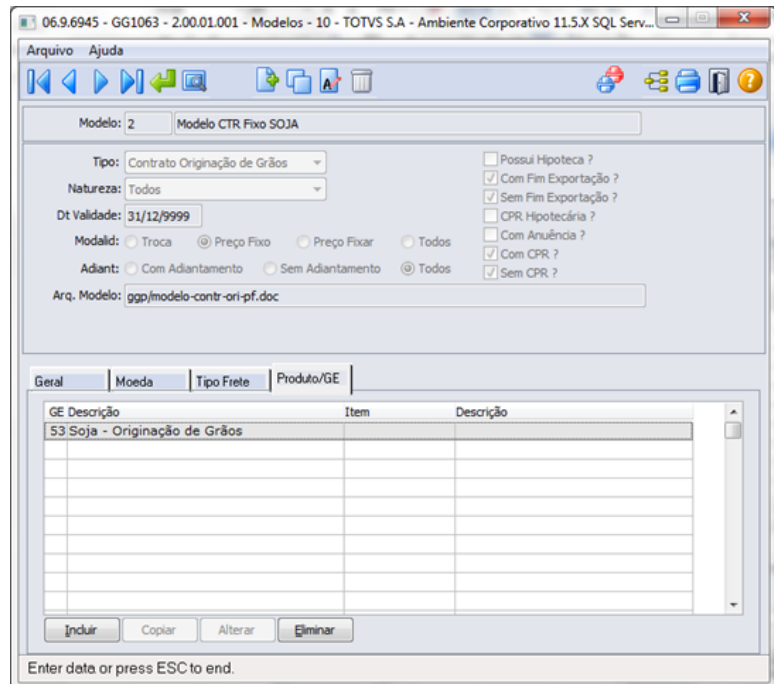 06.9.6945 - GG1063 - 2.00.01.001 - Modelos - 10 - TOTVS S.A - Ambiente Corporativo 11.5.X SQL Serv...
Arquivo Ajuda
Modelo: 2 Modelo CTR Fixo SOJA
Tipo: Contrato Originação de Grãos
Natureza: Todos
Dt Validade: 31/12/9999
Modalid: Troca Preço Fixo Preço Fixar Todos
Adiant: Com Adiantamento Sem Adiantamento Todos
Arq. Modelo: ggp/modelo-contr-ori-pf.doc
Possui Hipoteca ?
Com Fim Exportação ?
Sem Fim Exportação ?
CPR Hipotecária ?
Com Anuência ?
Com CPR ?
Sem CPR ?
Geral Moeda Tipo Frete Produto/GE
GE Descrição Item Descrição
53 Soja - Originação de Grãos
Incluir Copiar Alterar Eliminar
Enter data or press ESC to end.